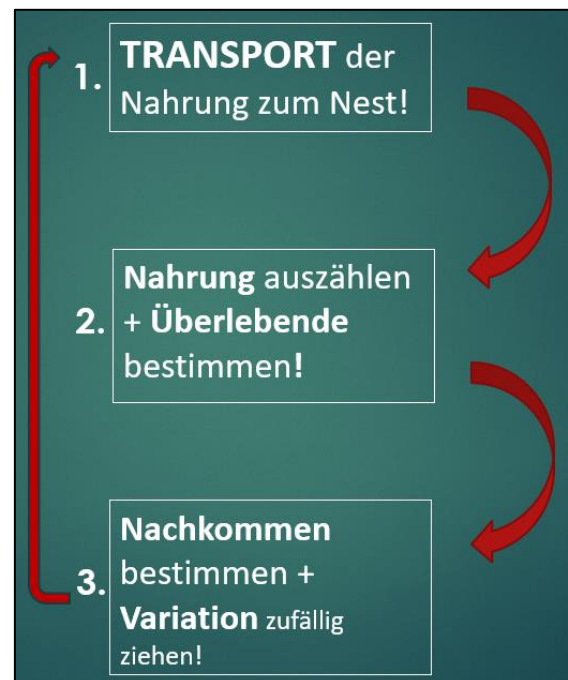 1. TRANSPORT der
Nahrung zum Nest!
Nahrung auszählen
2. + Überlebende
bestimmen!
Nachkommen
3. bestimmen +
Variation zufällig
ziehen!